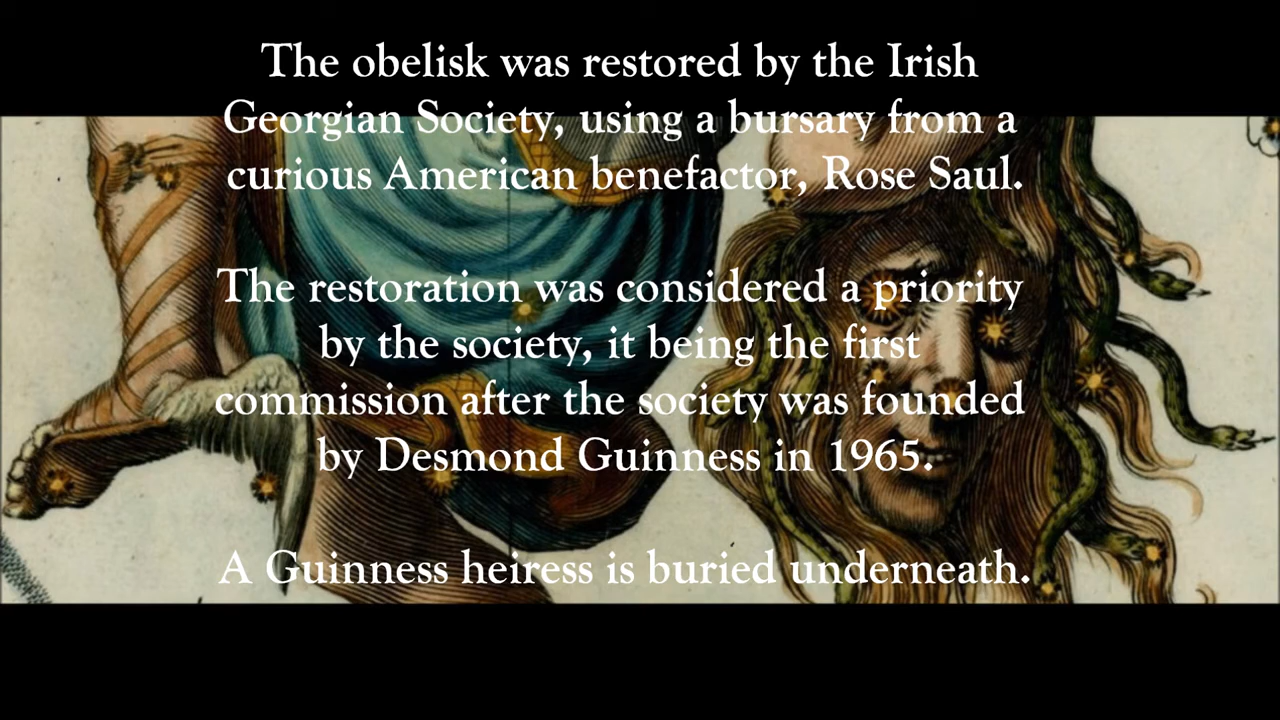 The obelisk was restored by the Irish
Georgian Society, using a bursary from a
curious American benefactor, Rose Saul.
The restoration was considered a priority
by the society, it being the first
commission after the society was founded
by Desmond Guinness in 1965.
A Guinness heiress is buried underneath.